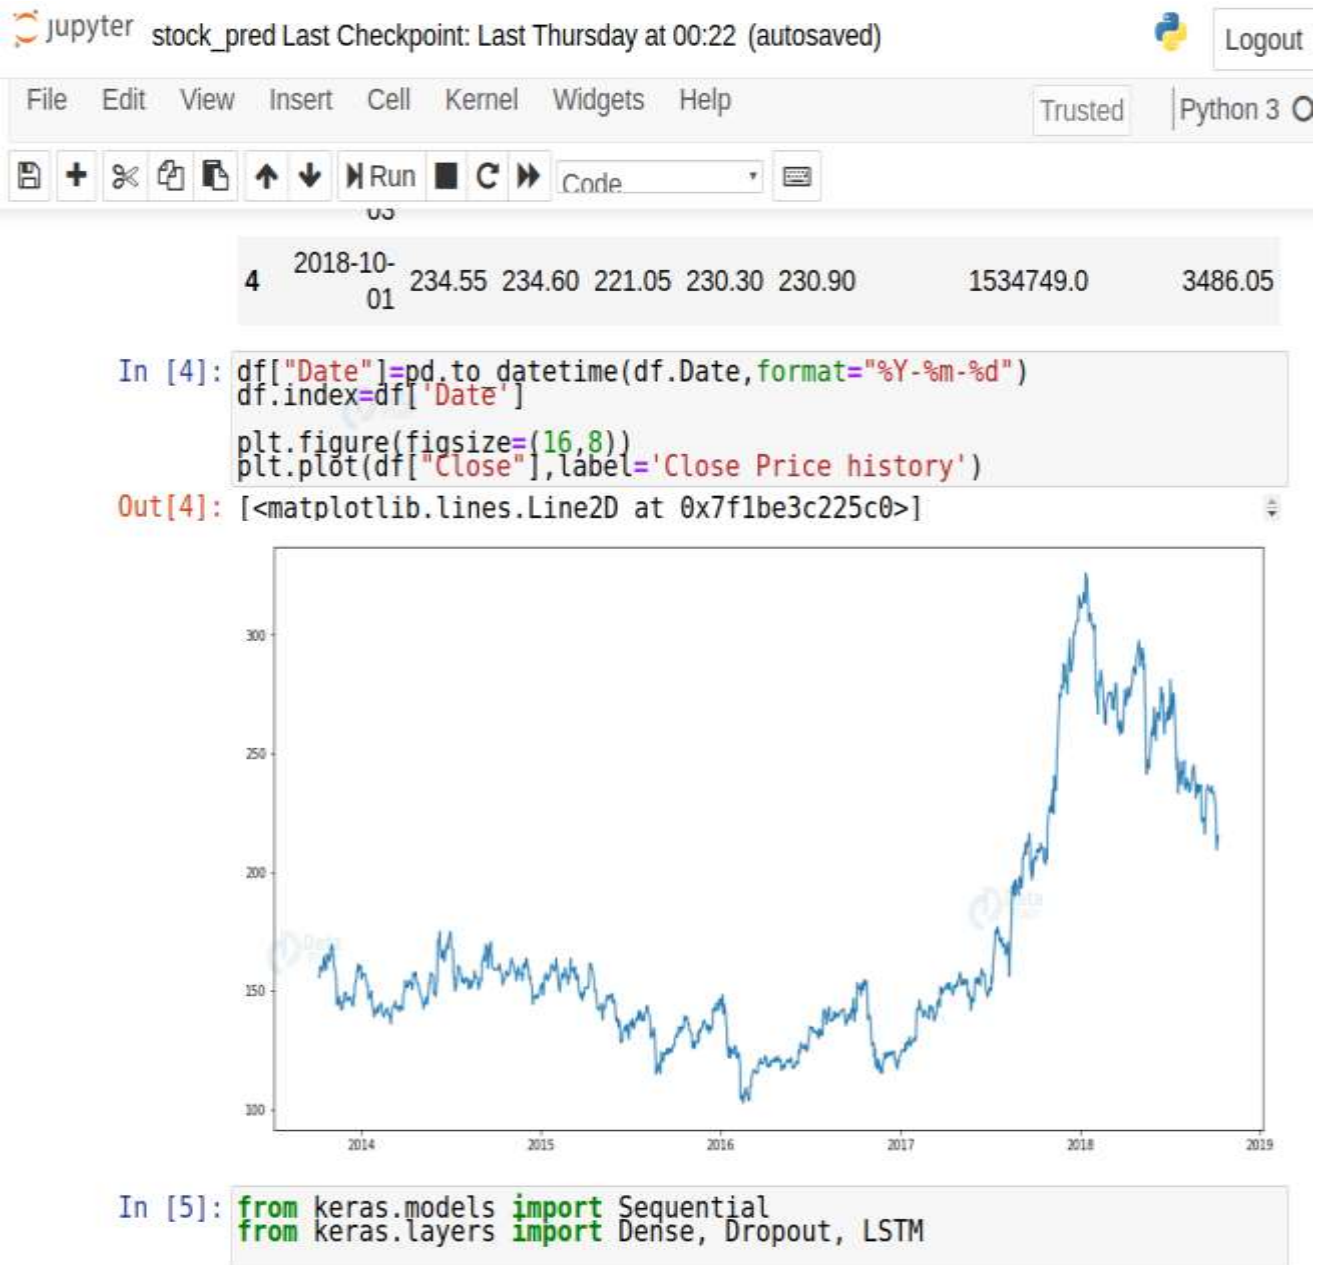 jupyter stock_pred Last Checkpoint: Last Thursday at 00:22 (autosaved) Logout
File Edit View Insert Cell Kernel Widgets Help Trusted Python 3
Run Code
03
4 2018-10-01 234.55 234.60 221.05 230.30 230.90 1534749.0 3486.05
In [4]: df["Date"]=pd.to_datetime(df.Date,format="%Y-%m-%d")
df.index=df['Date']
plt.figure(figsize=(16,8))
plt.plot(df["Close"],label='Close Price history')
Out[4]: [<matplotlib.lines.Line2D at 0x7f1be3c225c0>]
300
250
200
150
100
2014 2015 2016 2017 2018 2019
Data
Data
In [5]: from keras.models import Sequential
from keras.layers import Dense, Dropout, LSTM